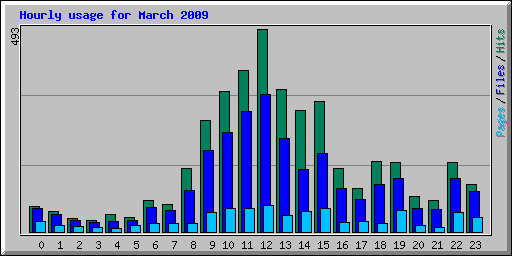 Hourly usage for March 2009
493
Pages / Files / Hits
0 1 2 3 4 5 6 7 8 9 10 11 12 13 14 15 16 17 18 19 20 21 22 23